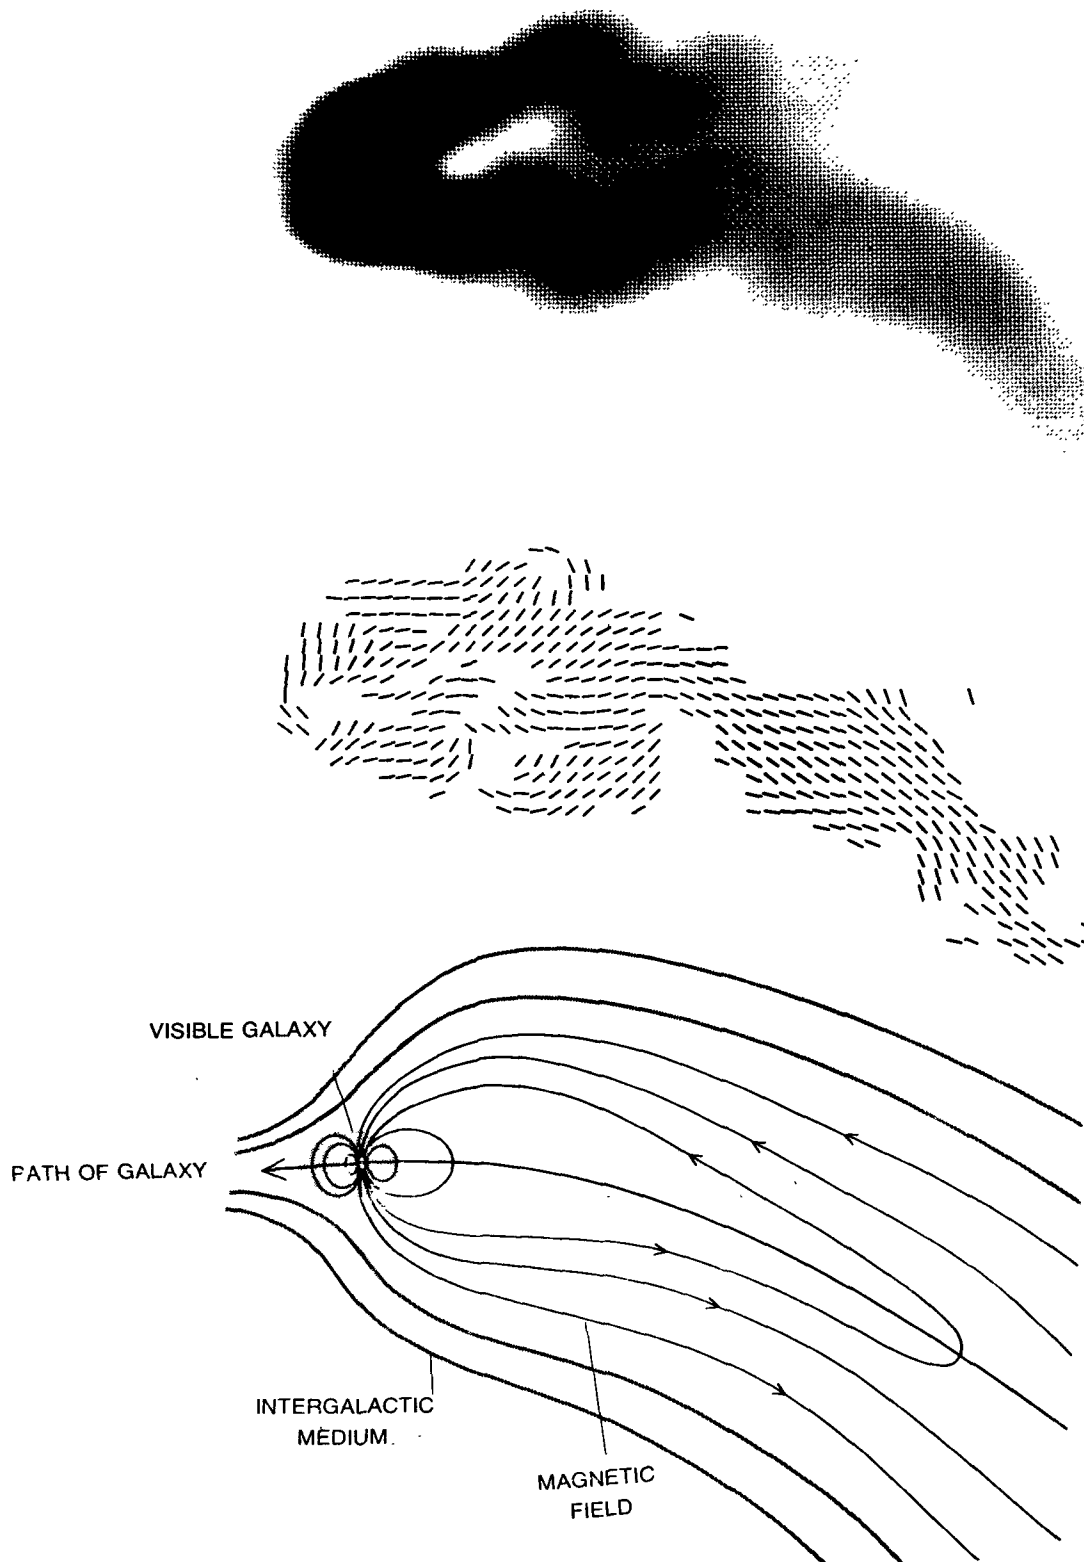 VISIBLE GALAXY
PATH OF GALAXY
INTERGALACTIC
MEDIUM.
MAGNETIC
FIELD